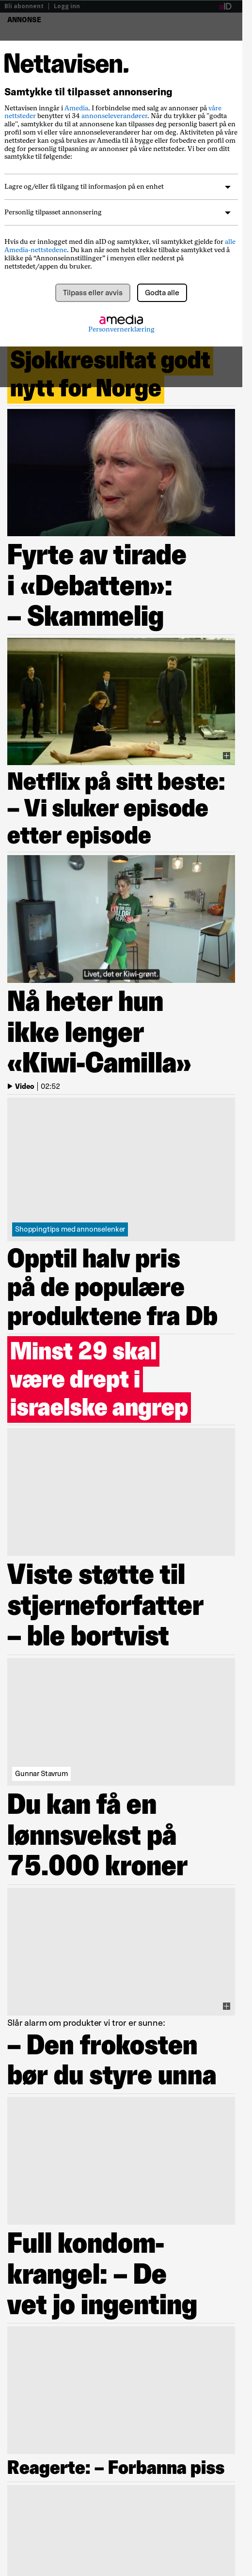 Bli abonnent | Logg inn
aID
ANNONSE
Nettavisen.
Samtykke til tilpasset annonsering
Nettavisen inngår i Amedia. I forbindelse med salg av annonser på våre
nettsteder benytter vi 34 annonseleverandører. Når du trykker på "godta
alle", samtykker du til at annonsene kan tilpasses deg personlig basert på en
profil med data vi eller våre annonseleverandører har om deg. Aktiviteten på våre
nettsteder kan også brukes av Amedia til å bygge eller forbedre en profil om
deg for personlig tilpassing av annonser på våre nettsteder. Vi ber om ditt
samtykke til følgende:
Lagre og/eller få tilgang til informasjon på en enhet
Personlig tilpasset annonsering
Hvis du er innlogget med din aID og samtykker, vil samtykket gjelde for alle
Amedia-nettstedene. Du kan når som helst trekke tilbake samtykket ved å
klikke på “Annonseinnstillinger” i menyen eller nederst på
nettstedet/appen du bruker.
Tilpass eller avvis
Godta alle
amedia
Personvernerklæring
Sjokkresultat godt
nytt for Norge
Fyrte av tirade
i «Debatten»:
– Skammelig
Netflix på sitt beste:
– Vi sluker episode
etter episode
Livet, det er Kiwi-grønt.
Nå heter hun
ikke lenger
«Kiwi-Camilla»
Video | 02:52
Shoppingtips med annonselenker
Opptil halv pris
på de populære
produktene fra Db
Minst 29 skal
være drept i
israelske angrep
Viste støtte til
stjerneforfatter
– ble bortvist
Gunnar Stavrum
Du kan få en
lønnsvekst på
75.000 kroner
Slår alarm om produkter vi tror er sunne:
– Den frokosten
bør du styre unna
Full kondom-
krangel: – De
vet jo ingenting
Reagerte: – Forbanna piss